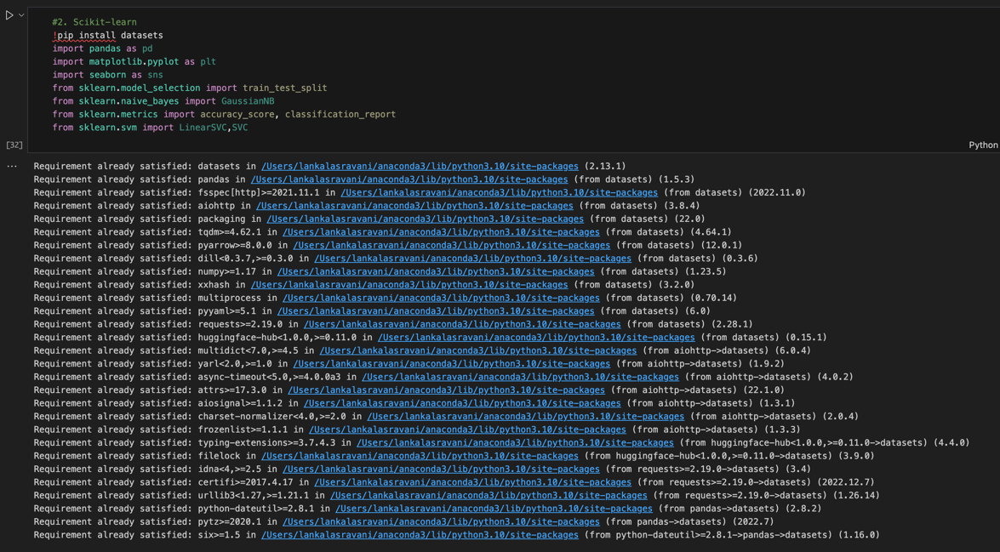 #2. Scikit-learn
!pip install datasets
import pandas as pd
import matplotlib.pyplot as plt
import seaborn as sns
from sklearn.model_selection import train_test_split
from sklearn.naive_bayes import GaussianNB
from sklearn.metrics import accuracy_score, classification_report
from sklearn.svm import LinearSVC,SVC
[32]
Python
... Requirement already satisfied: datasets in /Users/lankalasravani/anaconda3/lib/python3.10/site-packages (2.13.1)
Requirement already satisfied: pandas in /Users/lankalasravani/anaconda3/lib/python3.10/site-packages (from datasets) (1.5.3)
Requirement already satisfied: fsspec[http]>=2021.11.1 in /Users/lankalasravani/anaconda3/lib/python3.10/site-packages (from datasets) (2022.11.0)
Requirement already satisfied: aiohttp in /Users/lankalasravani/anaconda3/lib/python3.10/site-packages (from datasets) (3.8.4)
Requirement already satisfied: packaging in /Users/lankalasravani/anaconda3/lib/python3.10/site-packages (from datasets) (22.0)
Requirement already satisfied: tqdm>=4.62.1 in /Users/lankalasravani/anaconda3/lib/python3.10/site-packages (from datasets) (4.64.1)
Requirement already satisfied: pyarrow>=8.0.0 in /Users/lankalasravani/anaconda3/lib/python3.10/site-packages (from datasets) (12.0.1)
Requirement already satisfied: dill<0.3.7,>=0.3.0 in /Users/lankalasravani/anaconda3/lib/python3.10/site-packages (from datasets) (0.3.6)
Requirement already satisfied: numpy>=1.17 in /Users/lankalasravani/anaconda3/lib/python3.10/site-packages (from datasets) (1.23.5)
Requirement already satisfied: xxhash in /Users/lankalasravani/anaconda3/lib/python3.10/site-packages (from datasets) (3.2.0)
Requirement already satisfied: multiprocess in /Users/lankalasravani/anaconda3/lib/python3.10/site-packages (from datasets) (0.70.14)
Requirement already satisfied: pyyaml>=5.1 in /Users/lankalasravani/anaconda3/lib/python3.10/site-packages (from datasets) (6.0)
Requirement already satisfied: requests>=2.19.0 in /Users/lankalasravani/anaconda3/lib/python3.10/site-packages (from datasets) (2.28.1)
Requirement already satisfied: huggingface-hub<1.0.0,>=0.11.0 in /Users/lankalasravani/anaconda3/lib/python3.10/site-packages (from datasets) (0.15.1)
Requirement already satisfied: multidict<7.0,>=4.5 in /Users/lankalasravani/anaconda3/lib/python3.10/site-packages (from aiohttp->datasets) (6.0.4)
Requirement already satisfied: yarl<2.0,>=1.0 in /Users/lankalasravani/anaconda3/lib/python3.10/site-packages (from aiohttp->datasets) (1.9.2)
Requirement already satisfied: async-timeout<5.0,>=4.0.0a3 in /Users/lankalasravani/anaconda3/lib/python3.10/site-packages (from aiohttp->datasets) (4.0.2)
Requirement already satisfied: attrs>=17.3.0 in /Users/lankalasravani/anaconda3/lib/python3.10/site-packages (from aiohttp->datasets) (22.1.0)
Requirement already satisfied: aiosignal>=1.1.2 in /Users/lankalasravani/anaconda3/lib/python3.10/site-packages (from aiohttp->datasets) (1.3.1)
Requirement already satisfied: charset-normalizer<4.0,>=2.0 in /Users/lankalasravani/anaconda3/lib/python3.10/site-packages (from aiohttp->datasets) (2.0.4)
Requirement already satisfied: frozenlist>=1.1.1 in /Users/lankalasravani/anaconda3/lib/python3.10/site-packages (from aiohttp->datasets) (1.3.3)
Requirement already satisfied: typing-extensions>=3.7.4.3 in /Users/lankalasravani/anaconda3/lib/python3.10/site-packages (from huggingface-hub<1.0.0,>=0.11.0->datasets) (4.4.0)
Requirement already satisfied: filelock in /Users/lankalasravani/anaconda3/lib/python3.10/site-packages (from huggingface-hub<1.0.0,>=0.11.0->datasets) (3.9.0)
Requirement already satisfied: idna<4,>=2.5 in /Users/lankalasravani/anaconda3/lib/python3.10/site-packages (from requests>=2.19.0->datasets) (3.4)
Requirement already satisfied: certifi>=2017.4.17 in /Users/lankalasravani/anaconda3/lib/python3.10/site-packages (from requests>=2.19.0->datasets) (2022.12.7)
Requirement already satisfied: urllib3<1.27,>=1.21.1 in /Users/lankalasravani/anaconda3/lib/python3.10/site-packages (from requests>=2.19.0->datasets) (1.26.14)
Requirement already satisfied: python-dateutil>=2.8.1 in /Users/lankalasravani/anaconda3/lib/python3.10/site-packages (from pandas->datasets) (2.8.2)
Requirement already satisfied: pytz>=2020.1 in /Users/lankalasravani/anaconda3/lib/python3.10/site-packages (from pandas->datasets) (2022.7)
Requirement already satisfied: six>=1.5 in /Users/lankalasravani/anaconda3/lib/python3.10/site-packages (from python-dateutil>=2.8.1->pandas->datasets) (1.16.0)